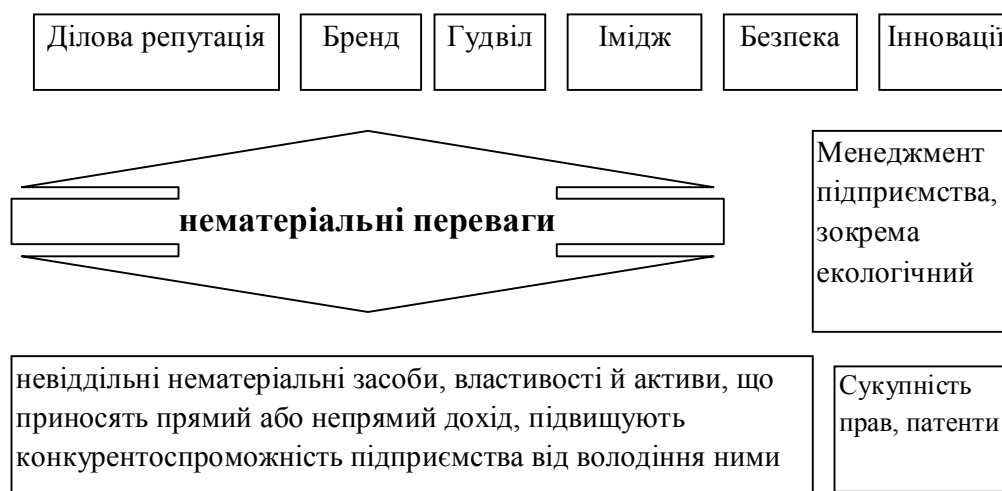 Ділова репутація
Бренд
Гудвіл
Імідж
Безпека
Інновації
нематеріальні переваги
Менеджмент
підприємства,
зокрема
екологічний
невіддільні нематеріальні засоби, властивості й активи, що
приносять прямий або непрямий дохід, підвищують
конкурентоспроможність підприємства від володіння ними
Сукупність
прав, патенти